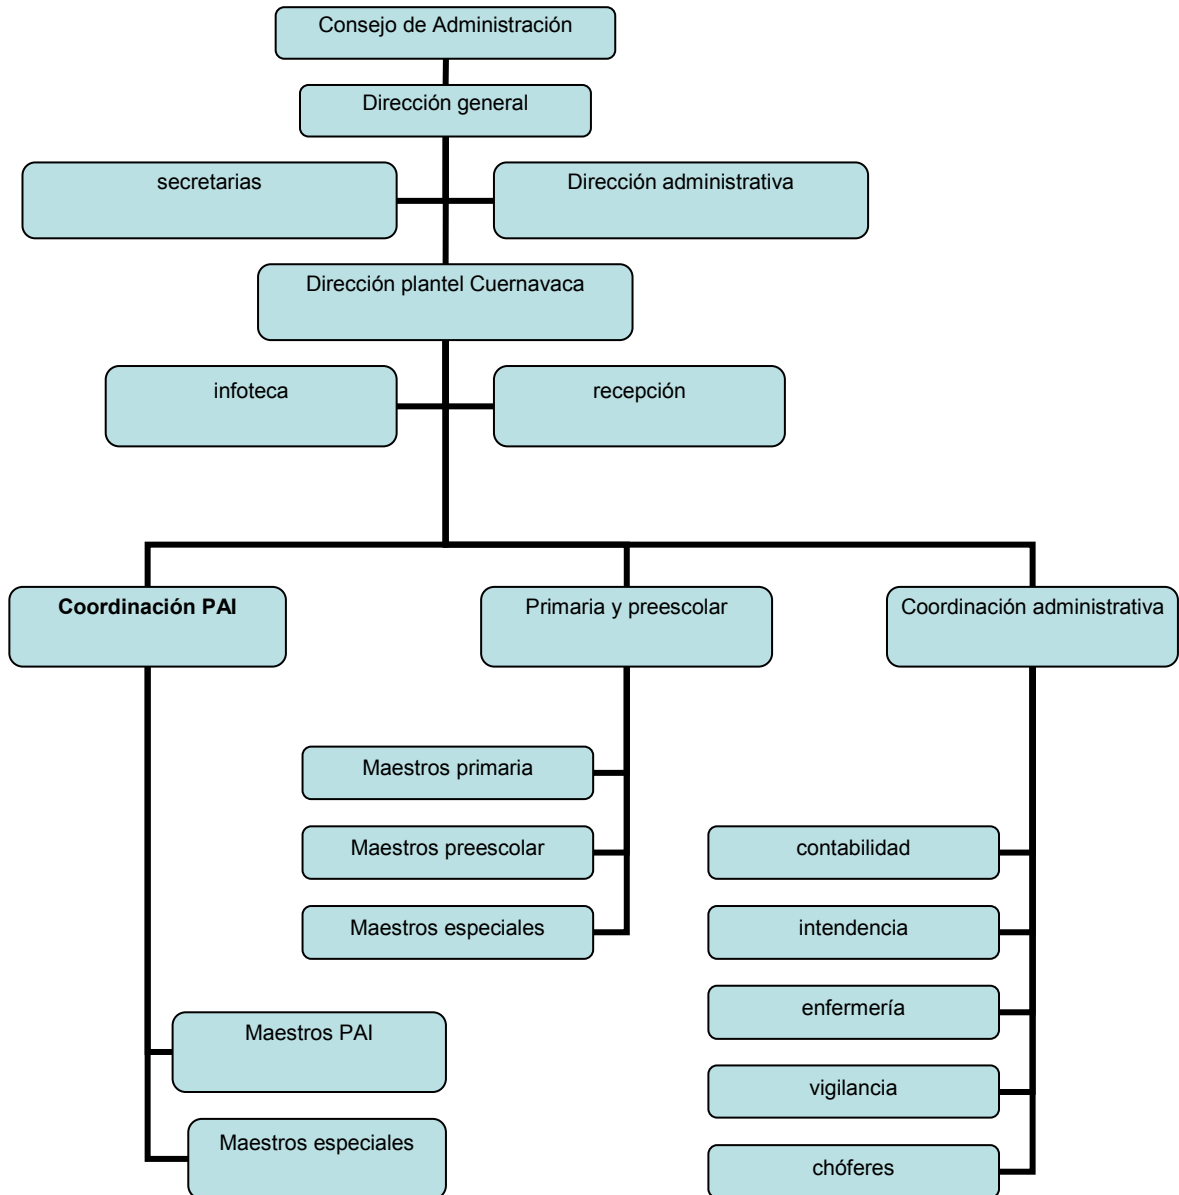 Consejo de Administración
Dirección general
secretarias
Dirección administrativa
Dirección plantel Cuernavaca
infoteca
recepción
Coordinación PAI
Primaria y preescolar
Coordinación administrativa
Maestros primaria
Maestros preescolar
contabilidad
Maestros especiales
intendencia
enfermería
Maestros PAI
vigilancia
Maestros especiales
chóferes